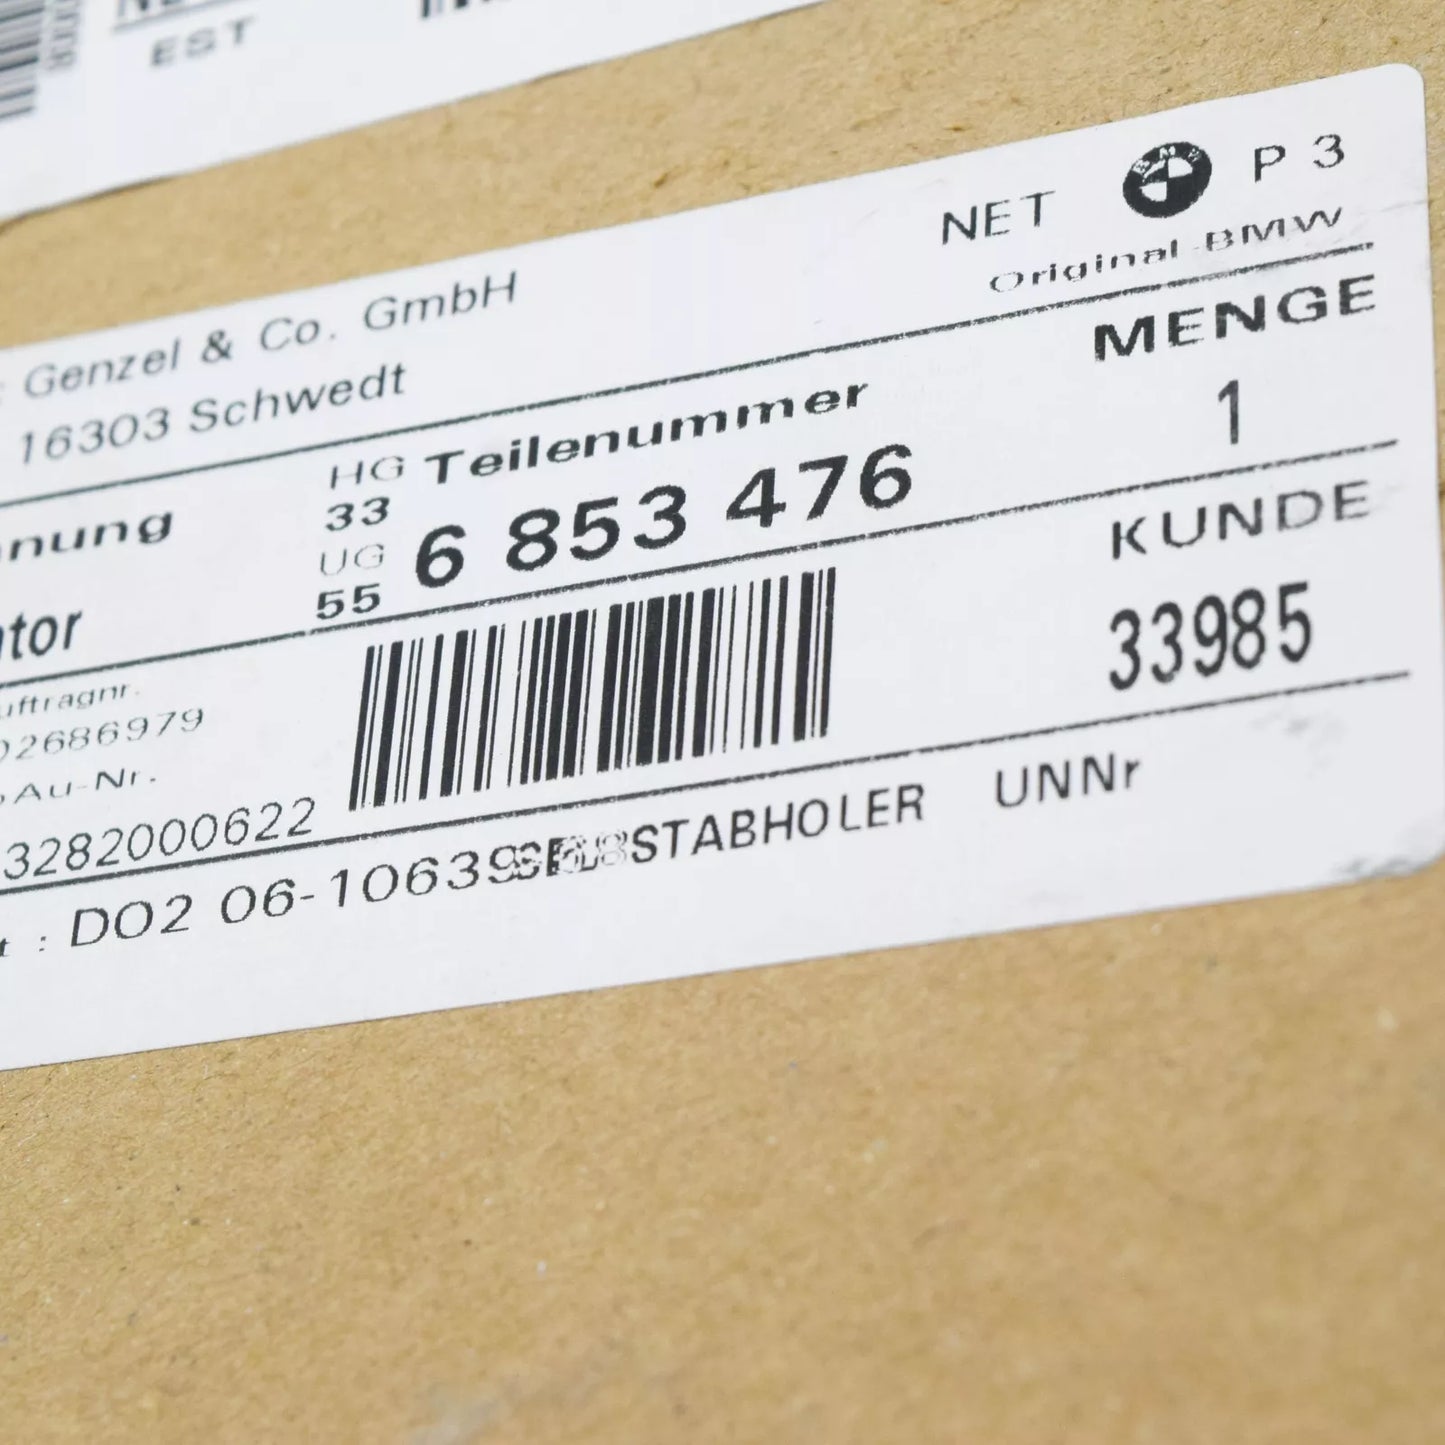 EST
NET P 3
Original BMW
: Genzel & Co. GmbH
16303 Schwedt
HG Teilenummer MENGE
33 6 853 476 1
nung UG
55 KUNDE
tor 33985
uftragnr.
02686979
Au-Nr.
3282000622
t : DO2 06-10639 STABHOLER UNNr